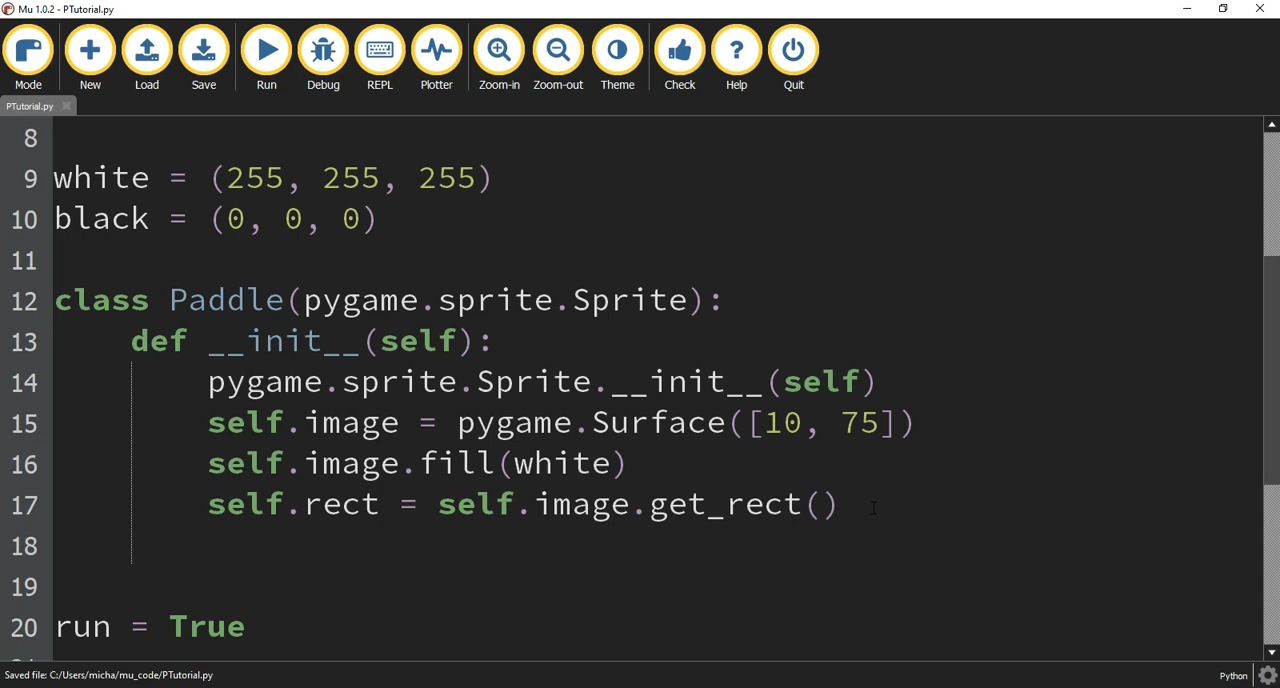 Mu 1.0.2 - PTutorial.py
Mode New Load Save Run Debug REPL Plotter Zoom-in Zoom-out Theme Check Help Quit
PTutorial.py
8
9 white = (255, 255, 255)
10 black = (0, 0, 0)
11
12 class Paddle(pygame.sprite.Sprite):
13 def __init__(self):
14 pygame.sprite.Sprite.__init__(self)
15 self.image = pygame.Surface([10, 75])
16 self.image.fill(white)
17 self.rect = self.image.get_rect()
18
19
20 run = True
Saved file: C:/Users/micha/mu_code/PTutorial.py
Python